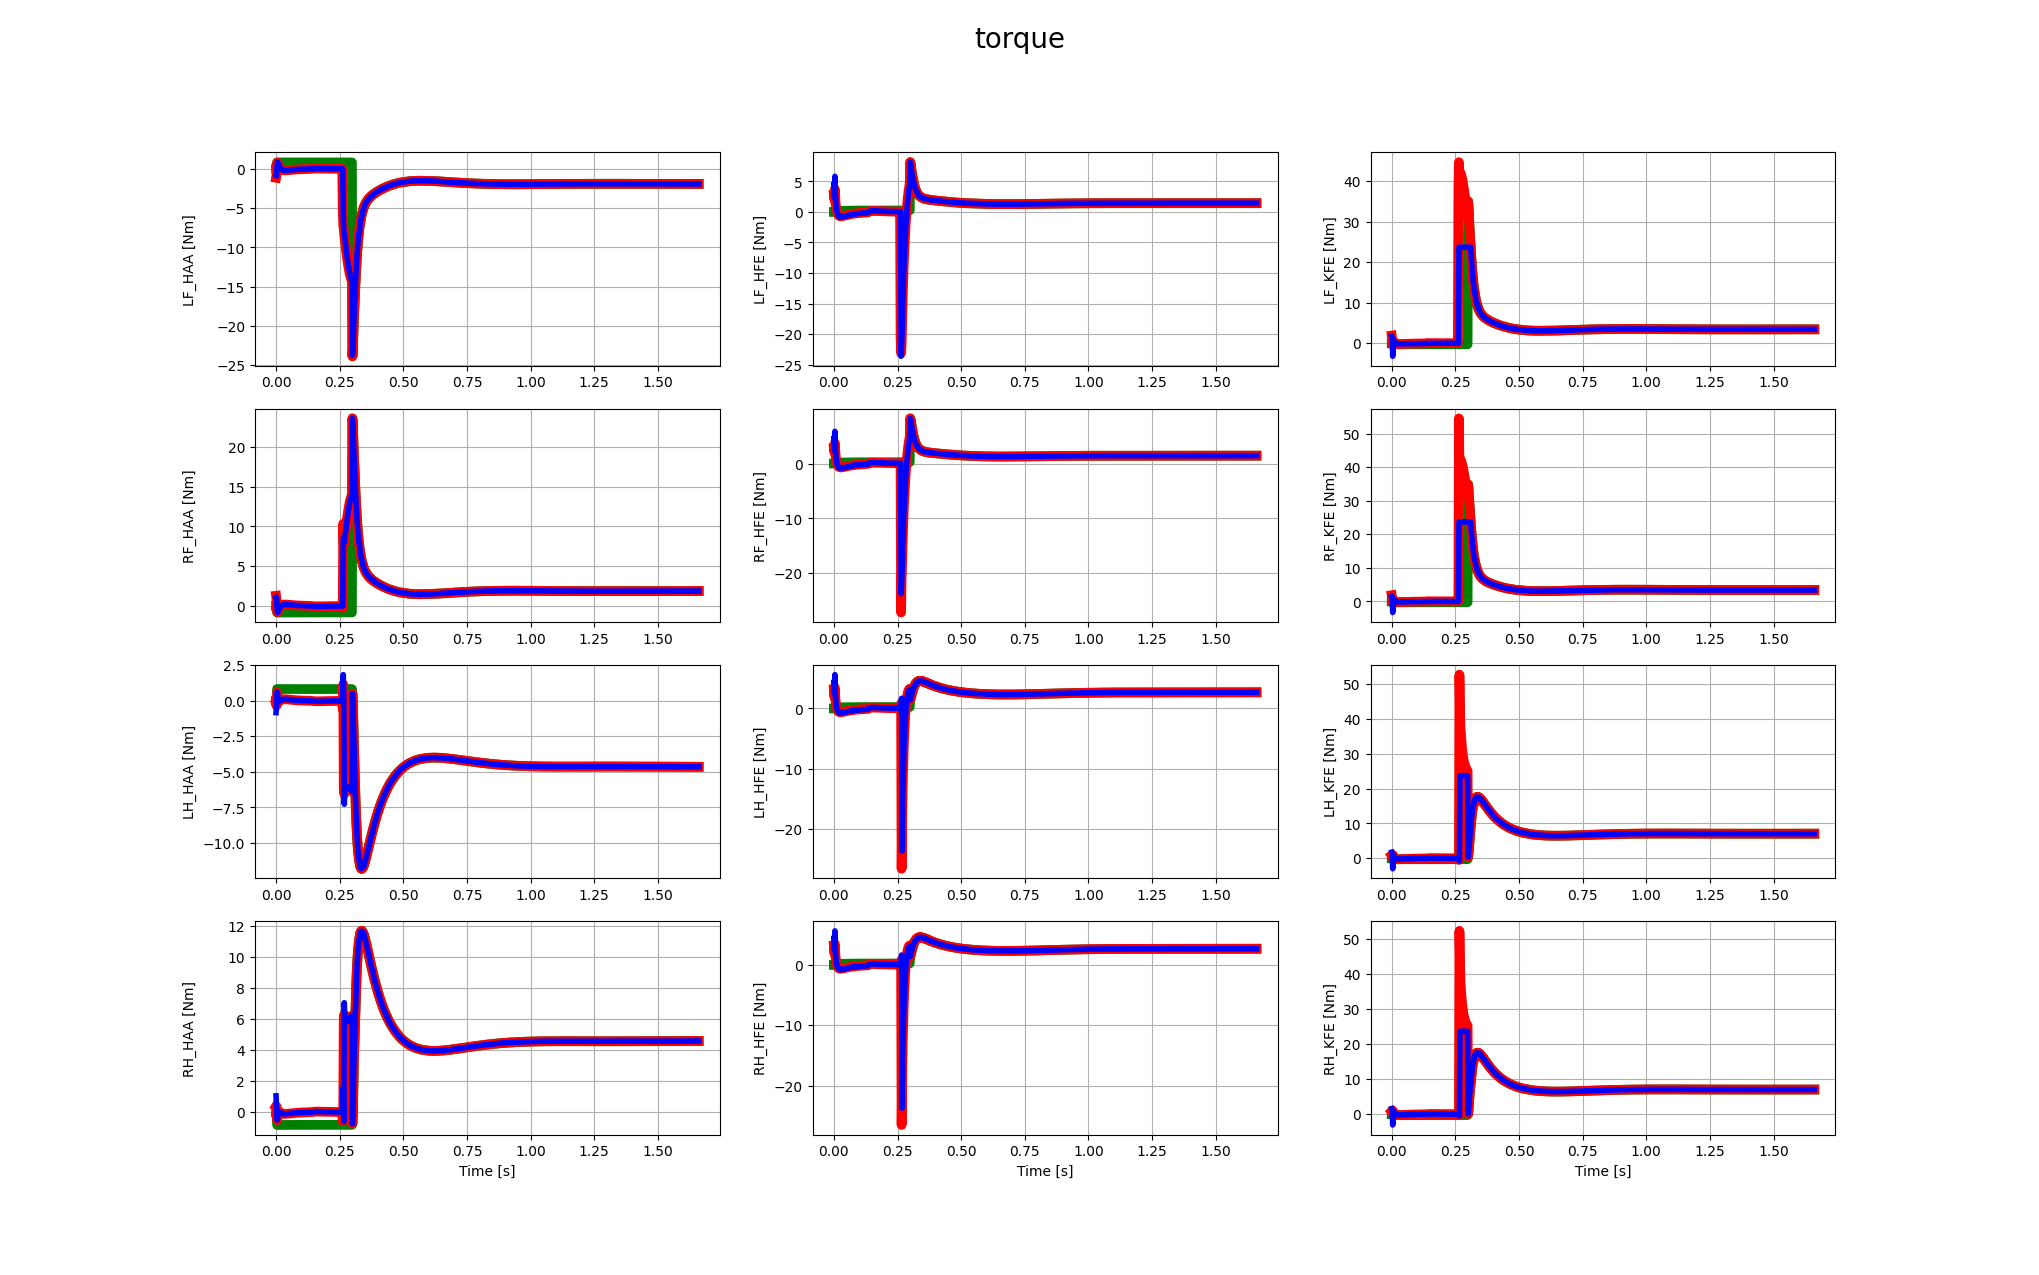 torque
LF_HAA [Nm]
0
−5
−10
−15
−20
−25
0.00 0.25 0.50 0.75 1.00 1.25 1.50
LF_HFE [Nm]
5
0
−5
−10
−15
−20
−25
0.00 0.25 0.50 0.75 1.00 1.25 1.50
LF_KFE [Nm]
40
30
20
10
0
0.00 0.25 0.50 0.75 1.00 1.25 1.50
RF_HAA [Nm]
20
15
10
5
0
0.00 0.25 0.50 0.75 1.00 1.25 1.50
RF_HFE [Nm]
0
−10
−20
0.00 0.25 0.50 0.75 1.00 1.25 1.50
RF_KFE [Nm]
50
40
30
20
10
0
0.00 0.25 0.50 0.75 1.00 1.25 1.50
LH_HAA [Nm]
2.5
0.0
−2.5
−5.0
−7.5
−10.0
0.00 0.25 0.50 0.75 1.00 1.25 1.50
LH_HFE [Nm]
0
−10
−20
0.00 0.25 0.50 0.75 1.00 1.25 1.50
LH_KFE [Nm]
50
40
30
20
10
0
0.00 0.25 0.50 0.75 1.00 1.25 1.50
RH_HAA [Nm]
12
10
8
6
4
2
0
0.00 0.25 0.50 0.75 1.00 1.25 1.50
Time [s]
RH_HFE [Nm]
0
−10
−20
0.00 0.25 0.50 0.75 1.00 1.25 1.50
Time [s]
RH_KFE [Nm]
50
40
30
20
10
0
0.00 0.25 0.50 0.75 1.00 1.25 1.50
Time [s]